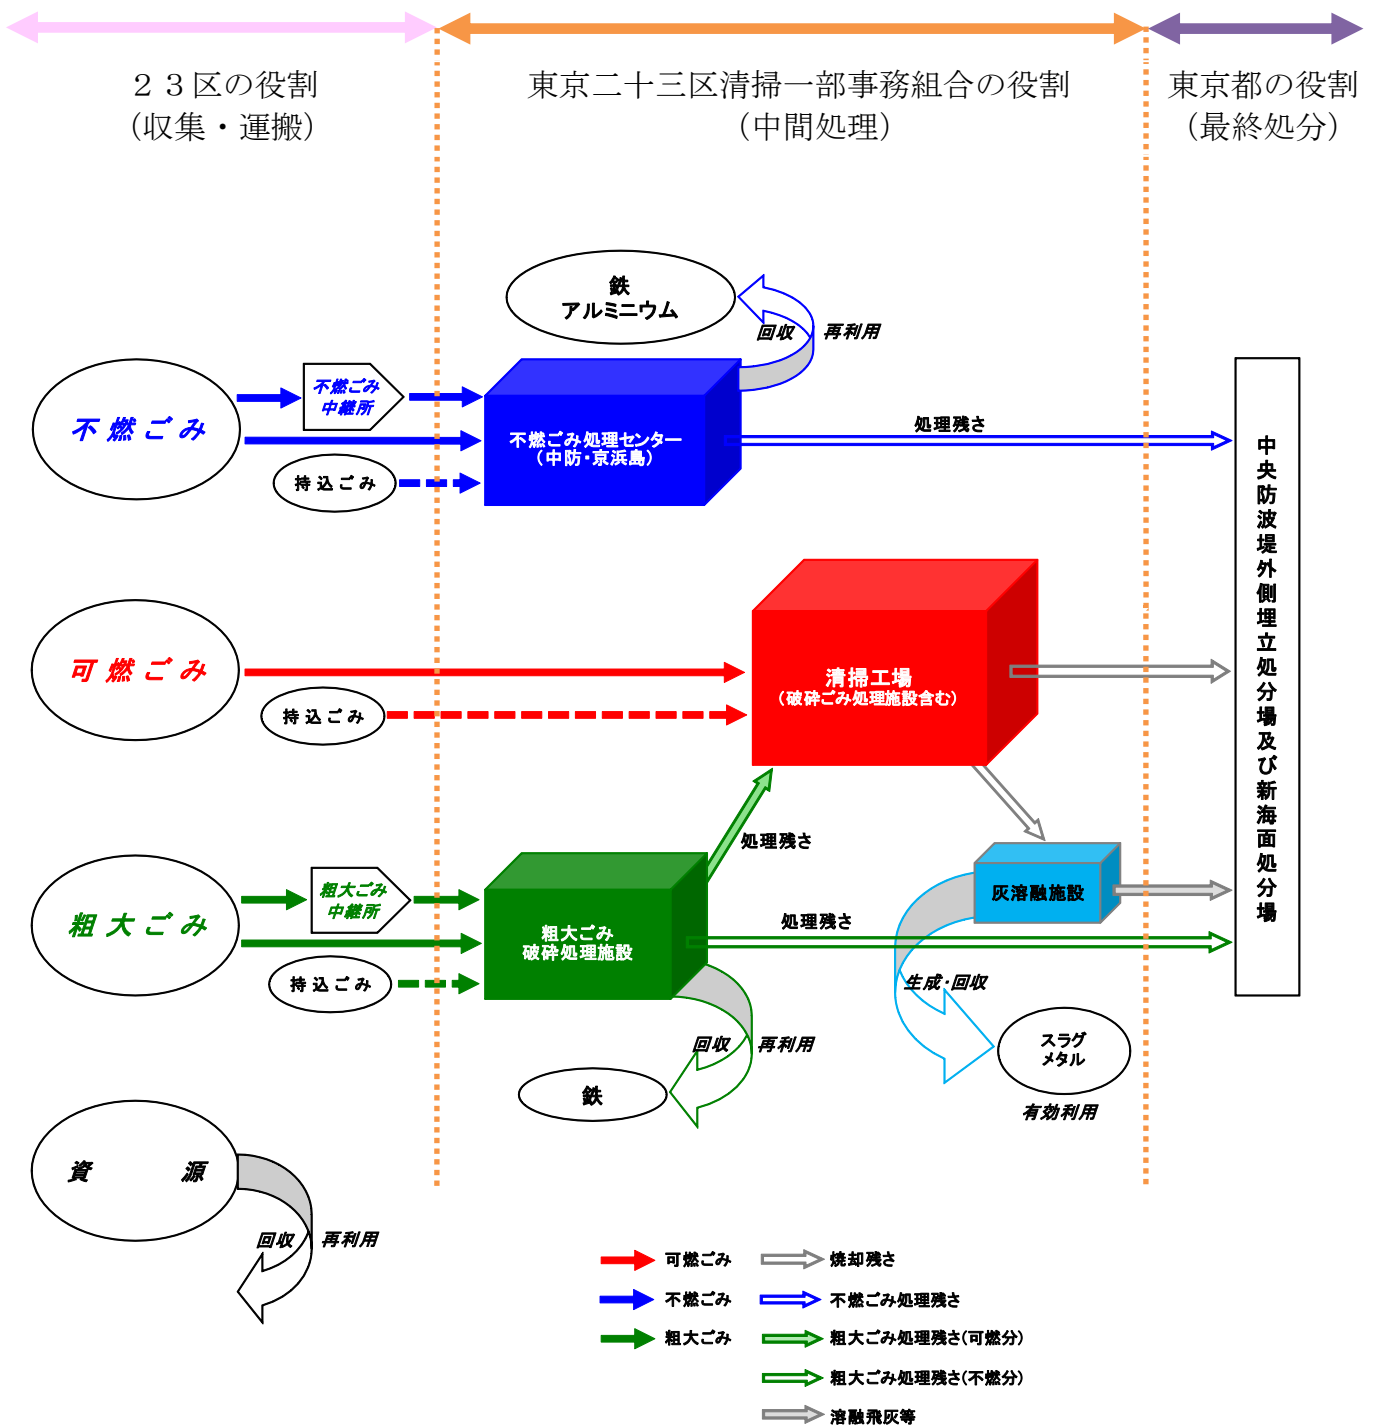 ２３区の役割
（収集・運搬）
東京二十三区清掃一部事務組合の役割
（中間処理）
東京都の役割
（最終処分）
鉄
アルミニウム
回収
再利用
不燃ごみ
不燃ごみ
中継所
持込ごみ
不燃ごみ処理センター
（中防・京浜島）
処理残さ
中央防波堤外側埋立処分場及び新海面処分場
可燃ごみ
持込ごみ
清掃工場
（破砕ごみ処理施設含む）
処理残さ
粗大ごみ
粗大ごみ
中継所
持込ごみ
粗大ごみ
破砕処理施設
処理残さ
灰溶融施設
生成・回収
スラグ
メタル
有効利用
回収
再利用
鉄
資　源
回収
再利用
可燃ごみ
不燃ごみ
粗大ごみ
焼却残さ
不燃ごみ処理残さ
粗大ごみ処理残さ(可燃分)
粗大ごみ処理残さ(不燃分)
溶融飛灰等